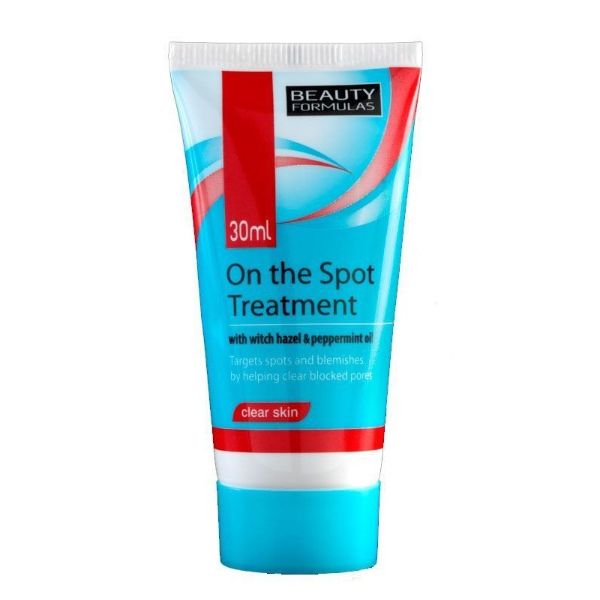 BEAUTY
FORMULAS
30ml
On the Spot
Treatment
with witch hazel & peppermint oil
Targets spots and blemishes
by helping clear blocked pores
clear skin